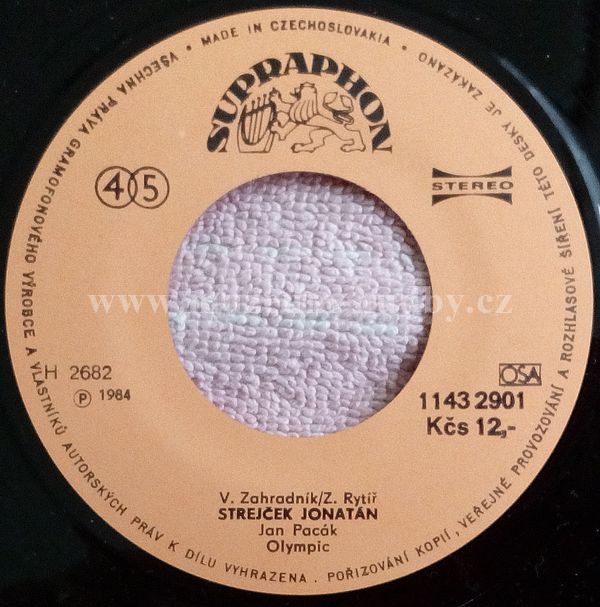 VŠECHNA PRÁVA GRAMOFONOVÉHO VÝROBCE A VLASTNÍKŮ AUTORSKÝCH PRÁV K DÍLU VYHRAZENA . POŘIZOVÁNÍ KOPIÍ, VEŘEJNÉ PROVOZOVÁNÍ A ROZHLASOVÉ ŠÍŘENÍ TÉTO DESKY JE ZAKÁZÁNO
• MADE IN CZECHOSLOVAKIA •
SUPRAPHON
45
STEREO
www. .cz
H 2682
Ⓟ 1984
OSA
1143 2901
Kčs 12,-
V. Zahradník/Z. Rytíř
STREJČEK JONATÁN
Jan Pacák
Olympic